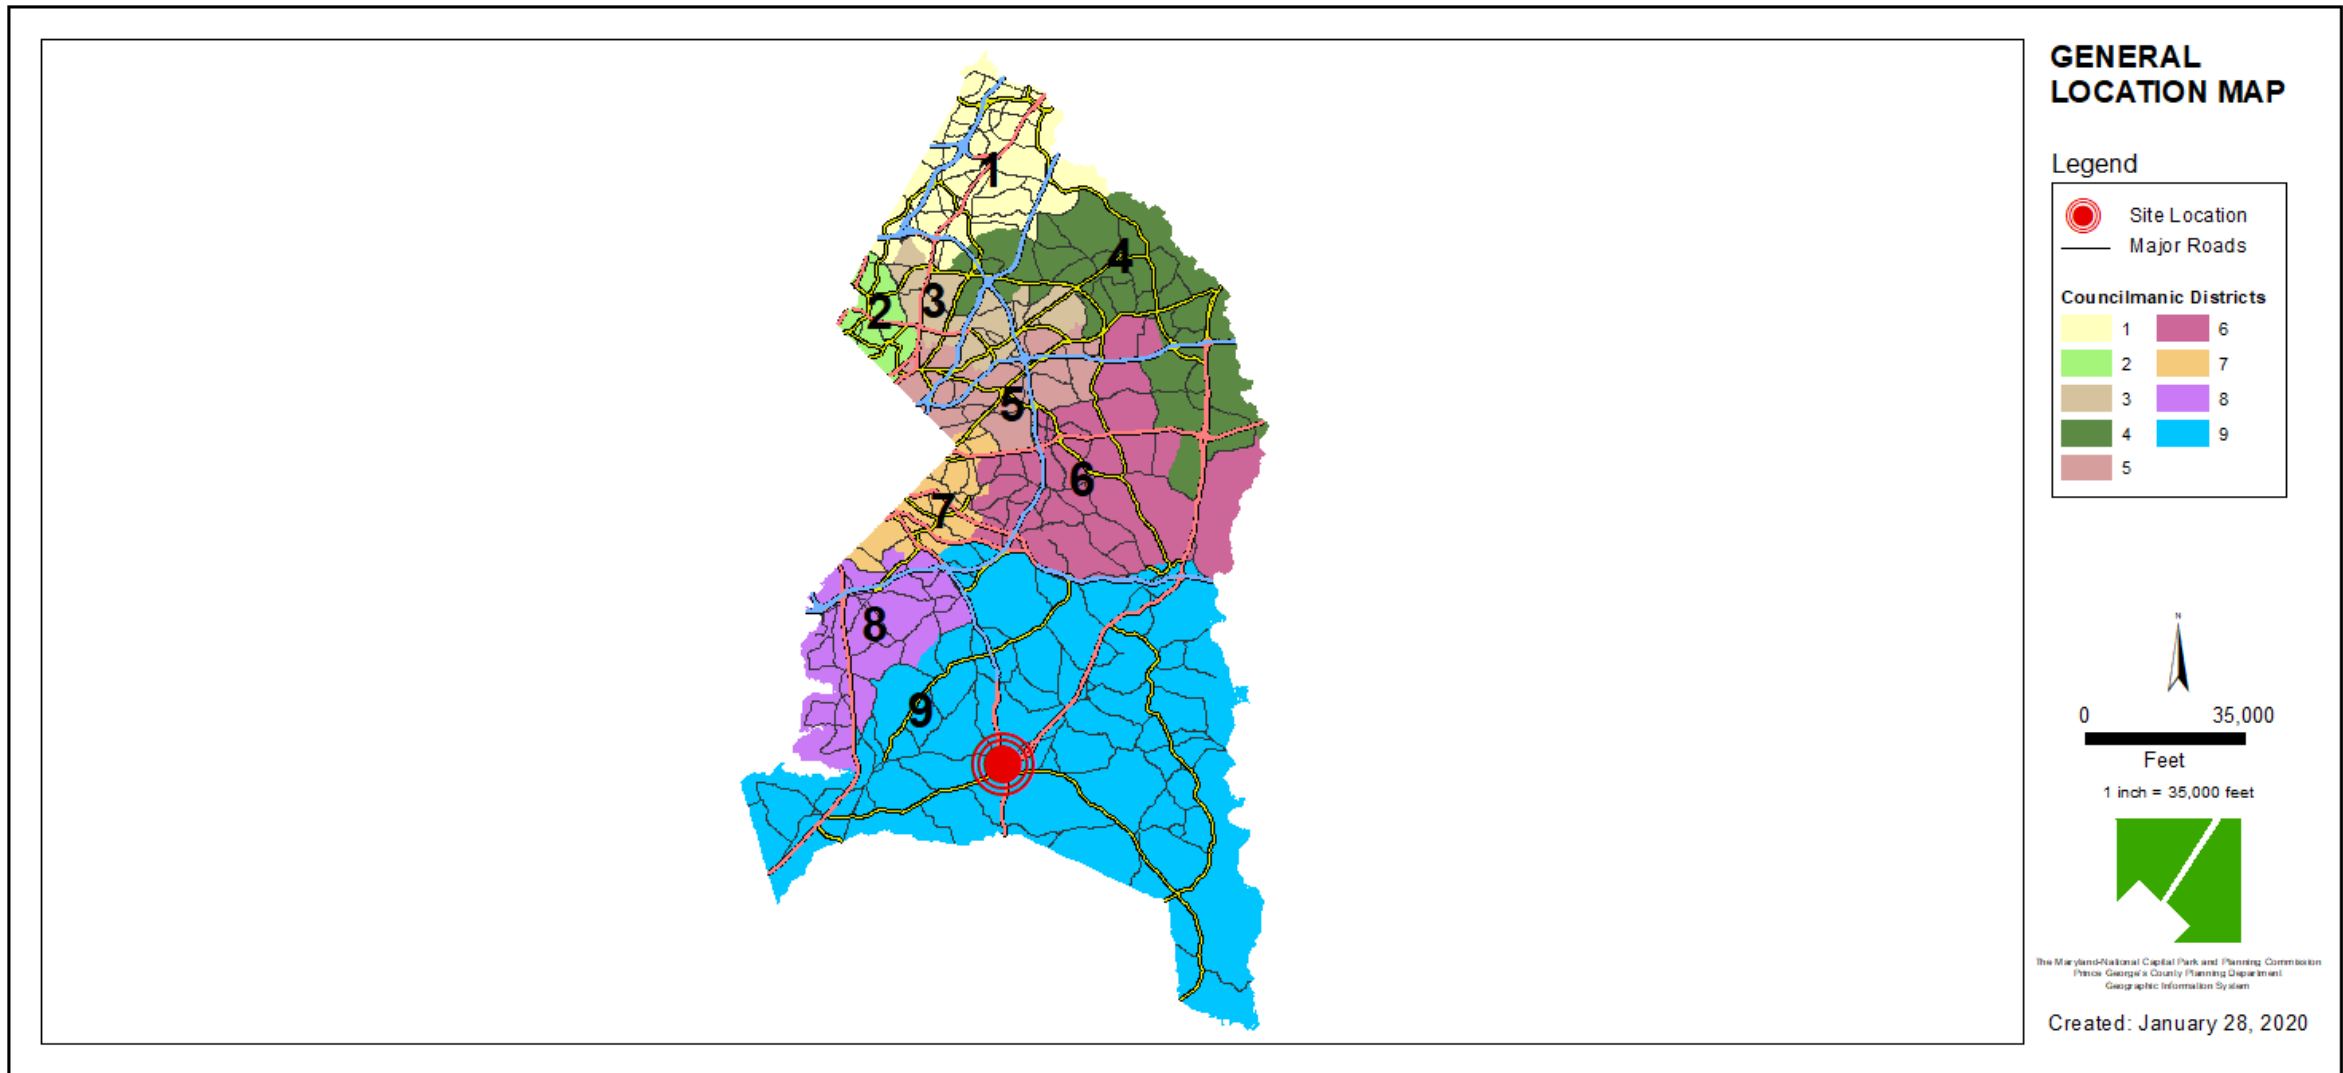 GENERAL
LOCATION MAP
Legend
Site Location
Major Roads
Councilmanic Districts
1 6
2 7
3 8
4 9
5
1
4
3
2
5
6
7
8
9
N
0 35,000
Feet
1 inch = 35,000 feet
The Maryland-National Capital Park and Planning Commission
Prince George's County Planning Department
Geographic Information System
Created: January 28, 2020